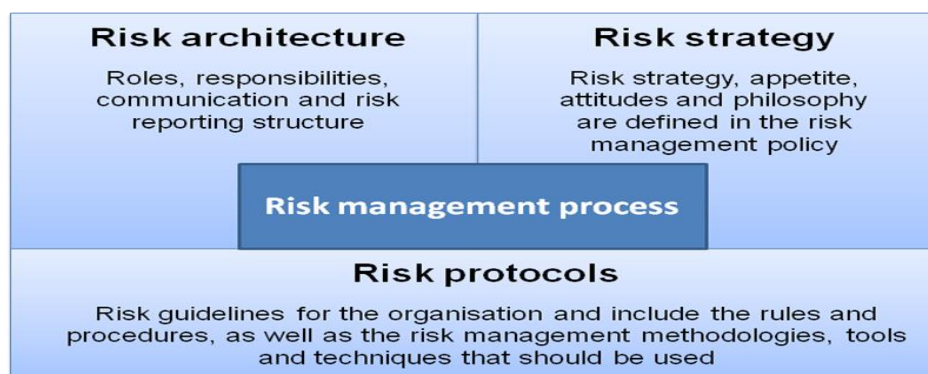 Risk architecture
Roles, responsibilities,
communication and risk
reporting structure
Risk strategy
Risk strategy, appetite,
attitudes and philosophy
are defined in the risk
management policy
Risk management process
Risk protocols
Risk guidelines for the organisation and include the rules and
procedures, as well as the risk management methodologies, tools
and techniques that should be used